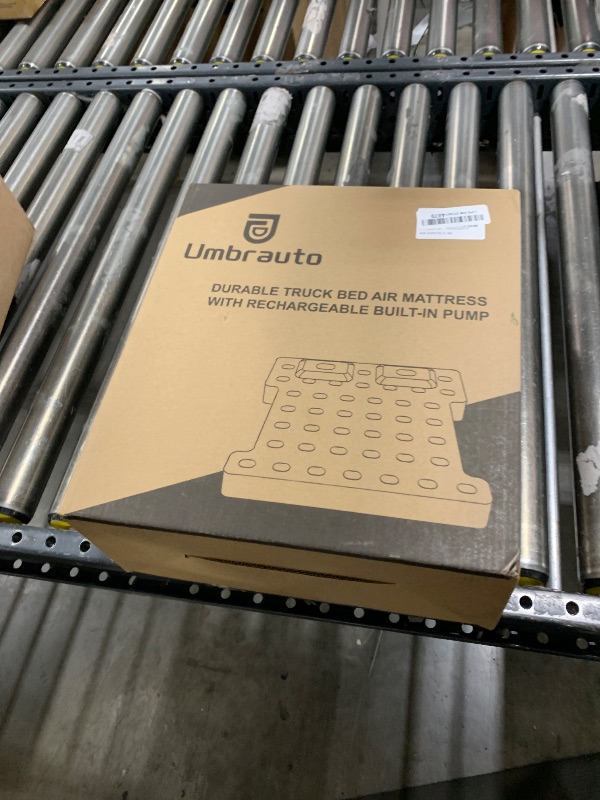 Umbrauto
DURABLE TRUCK BED AIR MATTRESS
WITH RECHARGEABLE BUILT-IN PUMP